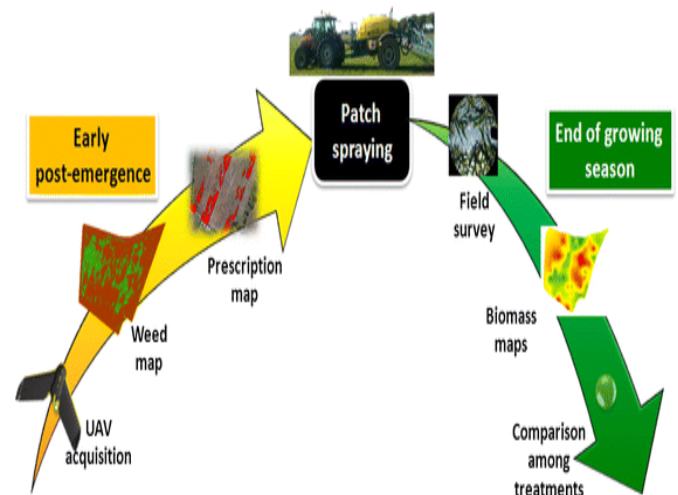 Early
post-emergence
Patch
spraying
End of growing
season
Prescription
map
Weed
map
UAV
acquisition
Field
survey
Biomass
maps
Comparison
among
treatments